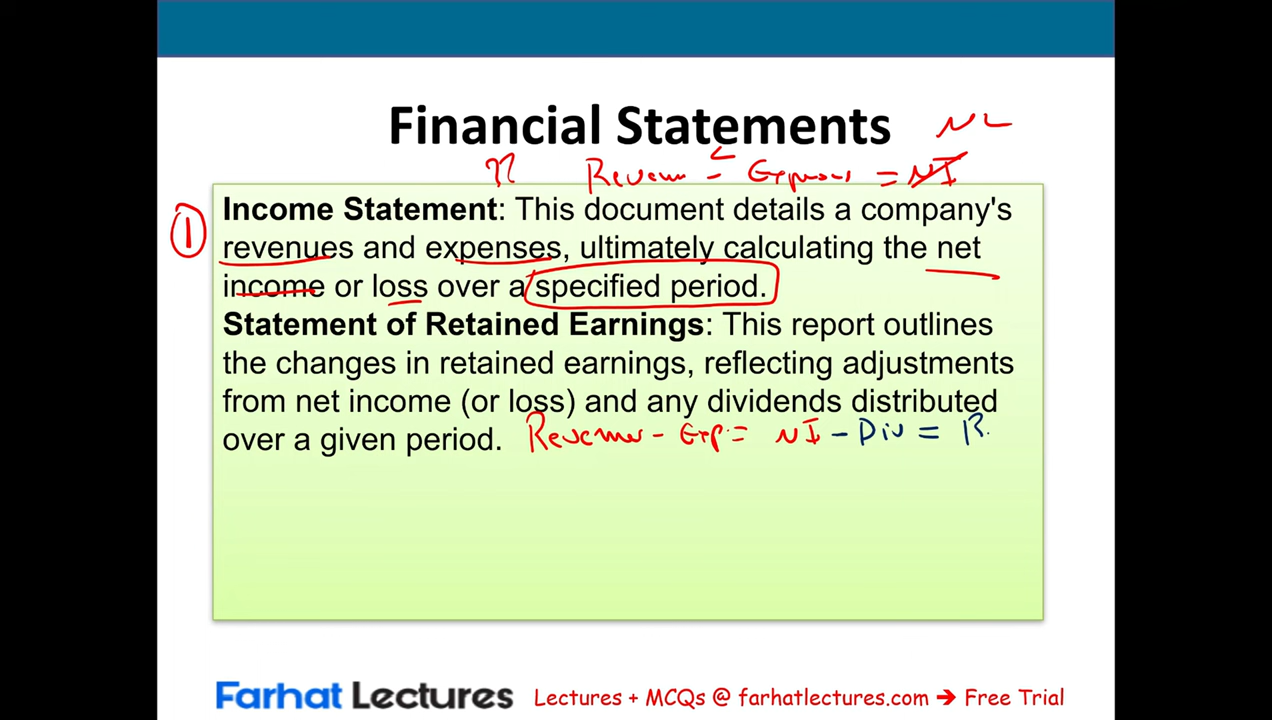 Financial Statements
NL
Revenu - Expenses = NI
① Income Statement: This document details a company's
revenues and expenses, ultimately calculating the net
income or loss over a specified period.
Statement of Retained Earnings: This report outlines
the changes in retained earnings, reflecting adjustments
from net income (or loss) and any dividends distributed
over a given period. Revenues - Exp. = NI - Div =
Farhat Lectures Lectures + MCQs @ farhatlectures.com ➔ Free Trial